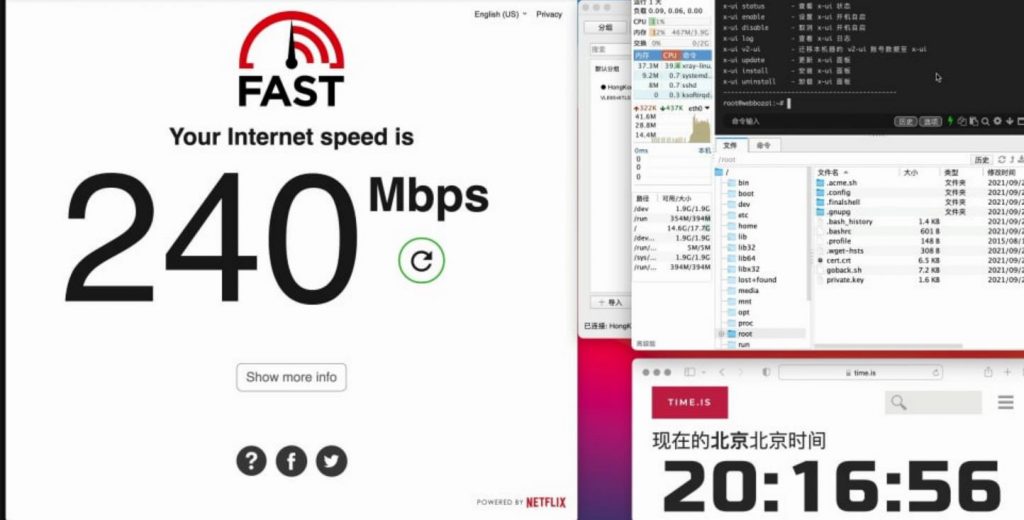 English (US)
Privacy
FAST
Your Internet speed is
240
Mbps
Show more info
POWERED BY NETFLIX
分组
搜索
默认分组
导入
运行 1 天
负载 0.09, 0.06, 0.00
CPU
内存 12% 467M/3.9G
交换 0% 0/2G
内存 CPU 命令
37.3M xray-linu..
9.2M 0.7 systemd..
8M 0.7 sshd
0 0.3 ksoftirqd..
322K 437K eth0
41.6M
28.8M
14.4M
0ms 本机
0
0
0
路径 可用/大小
/dev 1.9G/1.9G
/run 354M/394M
/ 14.6G/17.7G
/dev... 1.9G/1.9G
/run/... 5M/5M
/sys/... 1.9G/1.9G
/run/... 394M/394M
x-ui status - 查看 x-ui 状态
x-ui enable - 设置 x-ui 开机自启
x-ui disable - 取消 x-ui 开机自启
x-ui log - 查看 x-ui 日志
x-ui v2-ui - 迁移本机器的 v2-ui 账号数据至 x-ui
x-ui update - 更新 x-ui 面板
x-ui install - 安装 x-ui 面板
x-ui uninstall - 卸载 x-ui 面板
命令输入
历史 选项
文件 命令
/root
历史
/
bin
boot
dev
etc
home
lib
lib32
lib64
libx32
lost+found
media
mnt
opt
proc
root
run
文件名 大小 类型 修改时间
.acme.sh 文件夹 2021/09/2
.config 文件夹 2021/09/2
.finalshell 文件夹 2021/09/2
.gnupg 文件夹 2021/09/2
.bash_history 1.4 KB 2021/09/2
.bashrc 601 B 2021/09/2
.profile 148 B 2015/08/1
.wget-hsts 308 B 2021/09/2
cert.crt 6.5 KB 2021/09/2
goback.sh 7.2 KB 2021/09/2
private.key 1.6 KB 2021/09/2
time.is
TIME.IS
现在的北京北京时间
20:16:56